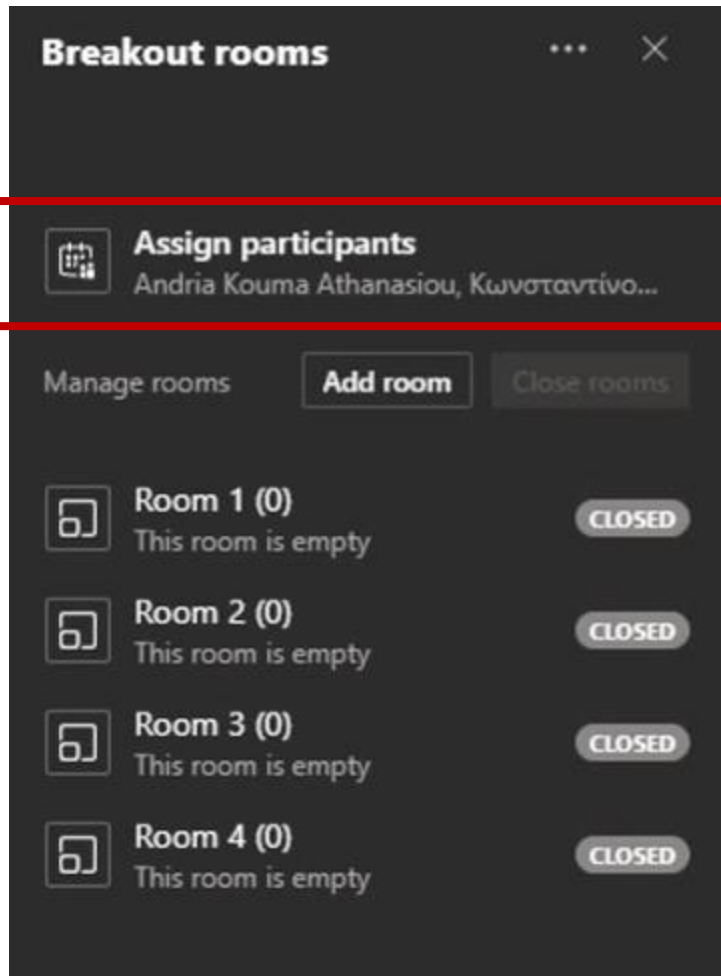 Breakout rooms
Assign participants
Andria Kouma Athanasiou, Κωνσταντίνο...
Manage rooms Add room Close rooms
Room 1 (0) CLOSED
This room is empty
Room 2 (0) CLOSED
This room is empty
Room 3 (0) CLOSED
This room is empty
Room 4 (0) CLOSED
This room is empty